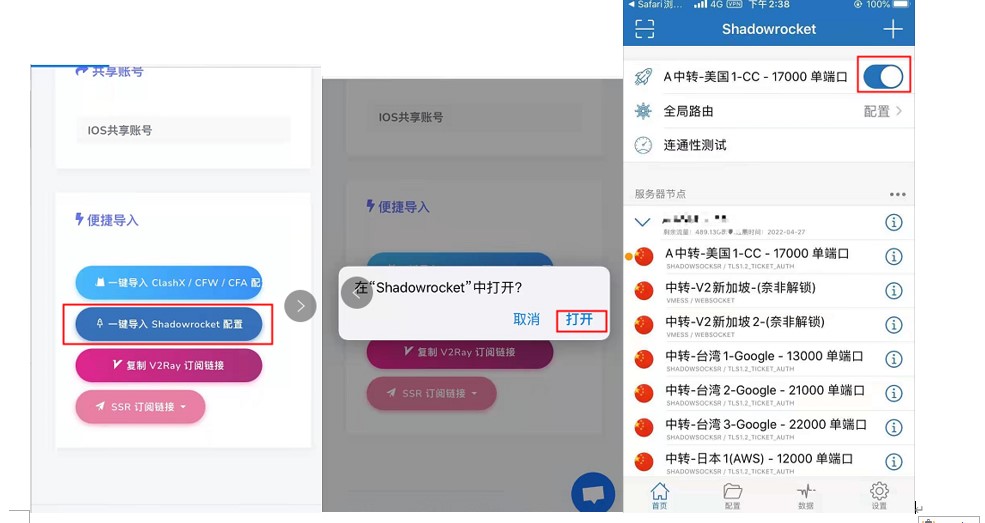 共享账号
IOS共享账号
便捷导入
一键导入 ClashX / CFW / CFA 配
一键导入 Shadowrocket 配置
复制 V2Ray 订阅链接
SSR 订阅链接
IOS共享账号
便捷导入
在“Shadowrocket”中打开?
取消
打开
复制 V2Ray 订阅链接
SSR 订阅链接
Safari 浏... 4G VPN 下午2:38 100%
Shadowrocket
A中转-美国1-CC - 17000 单端口
全局路由 配置
连通性测试
服务器节点
2022-04-27
A中转-美国1-CC - 17000 单端口
SHADOWSOCKSR / TLS1.2_TICKET_AUTH
中转-V2新加坡-(奈非解锁)
VMESS / WEBSOCKET
中转-V2新加坡2-(奈非解锁)
VMESS / WEBSOCKET
中转-台湾1-Google - 13000 单端口
SHADOWSOCKSR / TLS1.2_TICKET_AUTH
中转-台湾2-Google - 21000 单端口
SHADOWSOCKSR / TLS1.2_TICKET_AUTH
中转-台湾3-Google - 22000 单端口
SHADOWSOCKSR / TLS1.2_TICKET_AUTH
中转-日本1(AWS) - 12000 单端口
SHADOWSOCKSR / TLS1.2_TICKET_AUTH
首页 配置 数据 设置